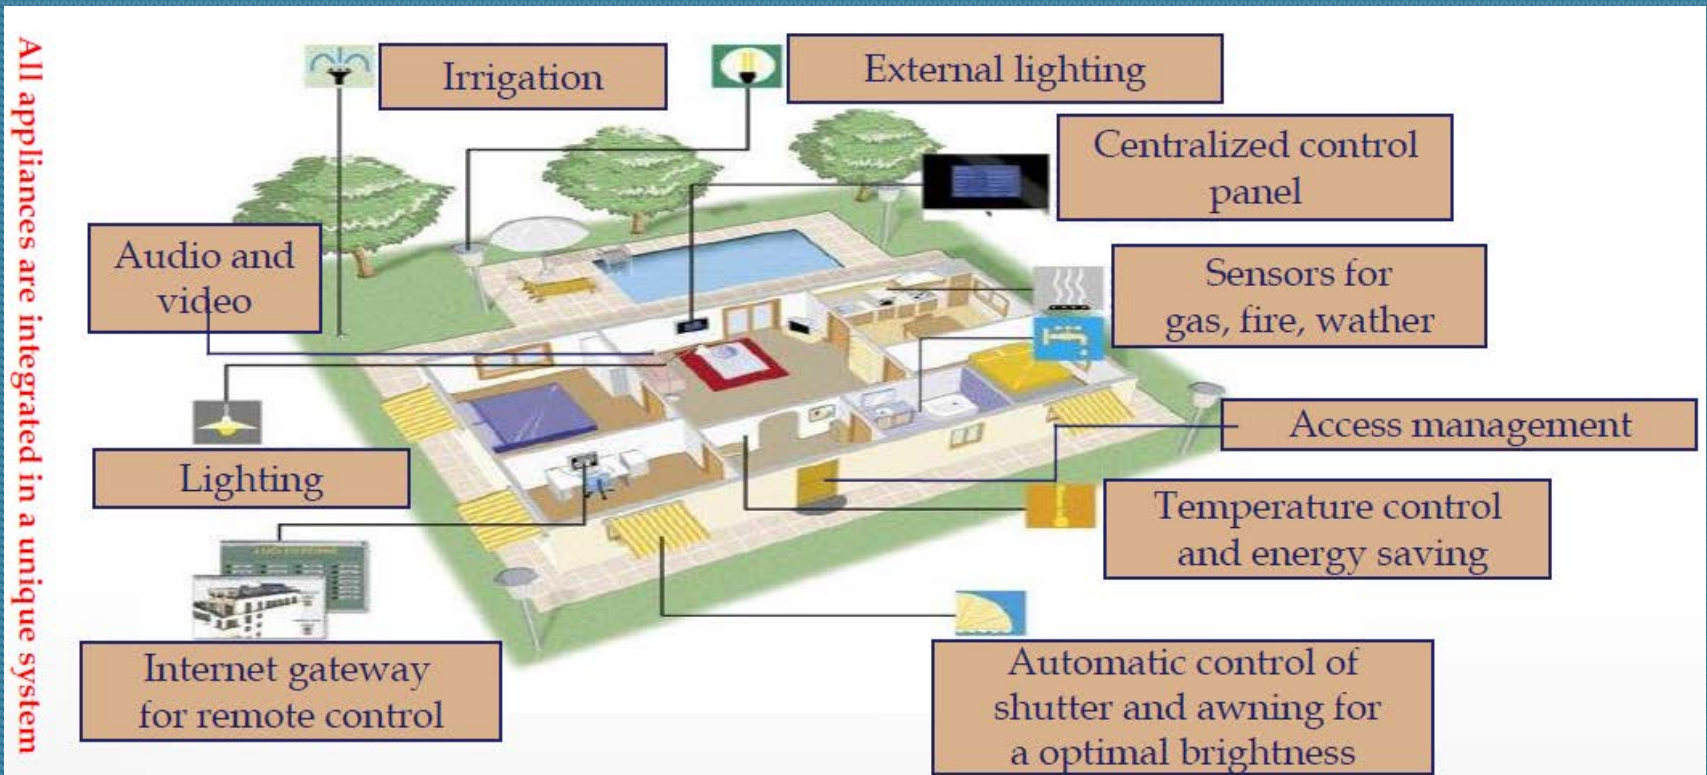 All appliances are integrated in a unique system
Irrigation
External lighting
Centralized control
panel
Audio and
video
Sensors for
gas, fire, wather
Access management
Lighting
Temperature control
and energy saving
Internet gateway
for remote control
Automatic control of
shutter and awning for
a optimal brightness